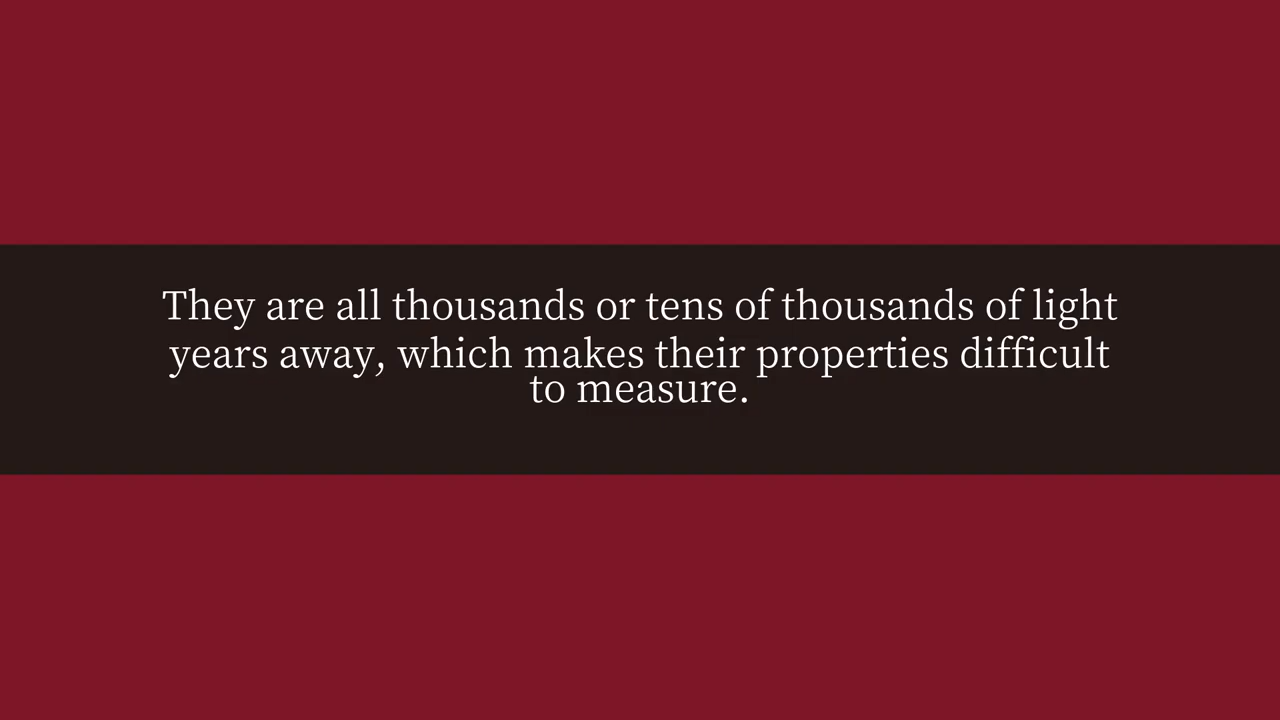 They are all thousands or tens of thousands of light
years away, which makes their properties difficult
to measure.